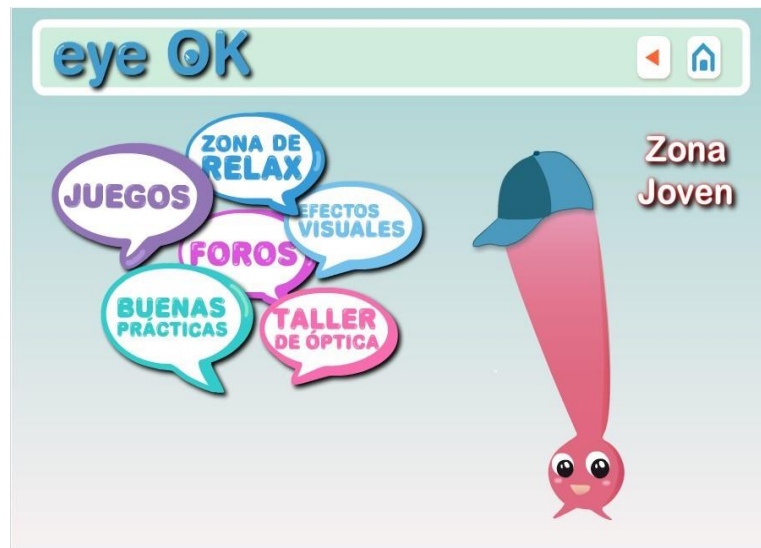 eye OK
Zona
Joven
ZONA DE
RELAX
JUEGOS
EFECTOS
VISUALES
FOROS
BUENAS
PRÁCTICAS
TALLER
DE ÓPTICA